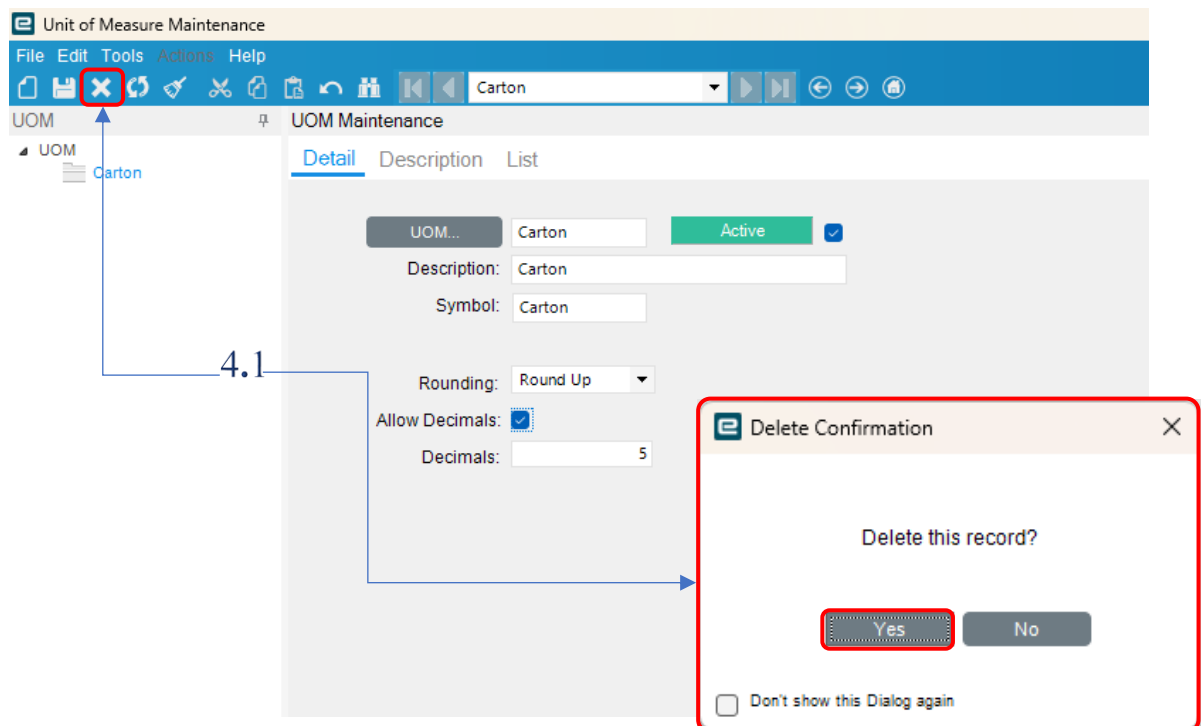 Unit of Measure Maintenance
File Edit Tools Actions Help
Carton
UOM
UOM Maintenance
UOM
Carton
Detail Description List
UOM... Carton Active
Description: Carton
Symbol: Carton
4.1
Rounding: Round Up
Allow Decimals:
Decimals: 5
Delete Confirmation
Delete this record?
Yes No
Don't show this Dialog again